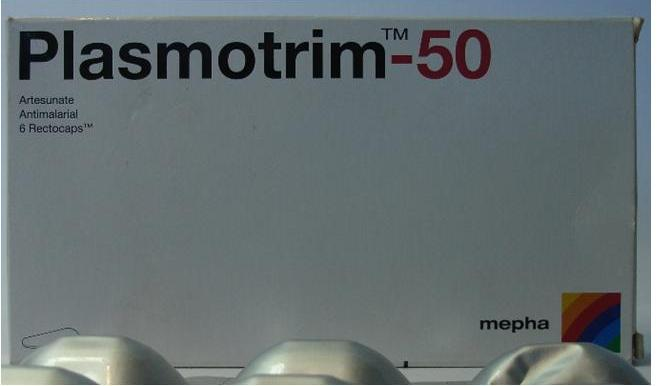 Plasmotrim™-50
Artesunate
Antimalarial
6 Rectocaps™
mepha